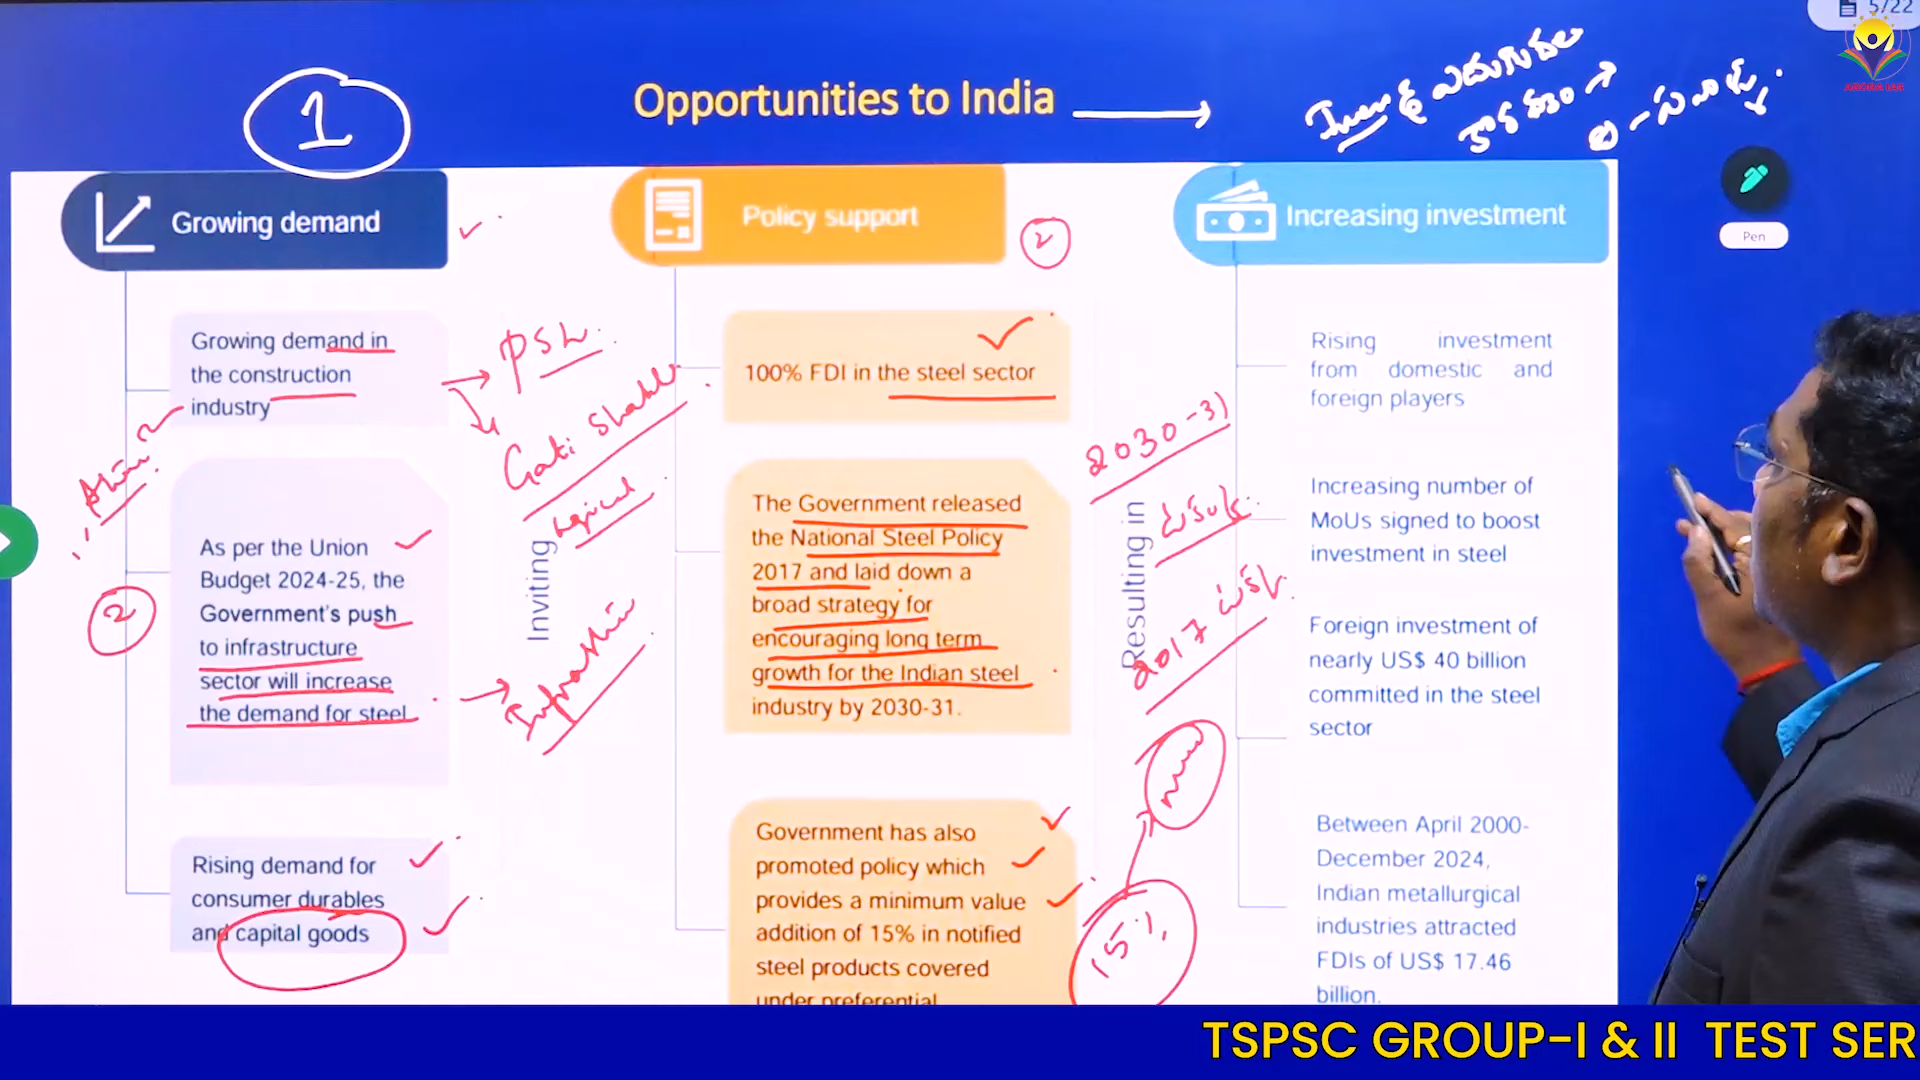 5/22
1
Opportunities to India
Growing demand
Growing demand in
the construction
industry
As per the Union
Budget 2024-25, the
Government's push
to infrastructure
sector will increase
the demand for steel
Rising demand for
consumer durables
and capital goods
2
Gati Shakti
Inviting
Policy support
2
100% FDI in the steel sector
The Government released
the National Steel Policy
2017 and laid down a
broad strategy for
encouraging long term
growth for the Indian steel
industry by 2030-31.
Government has also
promoted policy which
provides a minimum value
addition of 15% in notified
steel products covered
under preferential
2030-31
2017
15%
Resulting in
Increasing investment
Rising investment
from domestic and
foreign players
Increasing number of
MoUs signed to boost
investment in steel
Foreign investment of
nearly US$ 40 billion
committed in the steel
sector
Between April 2000-
December 2024,
Indian metallurgical
industries attracted
FDIs of US$ 17.46
billion.
Pen
TSPSC GROUP-I & II TEST SER